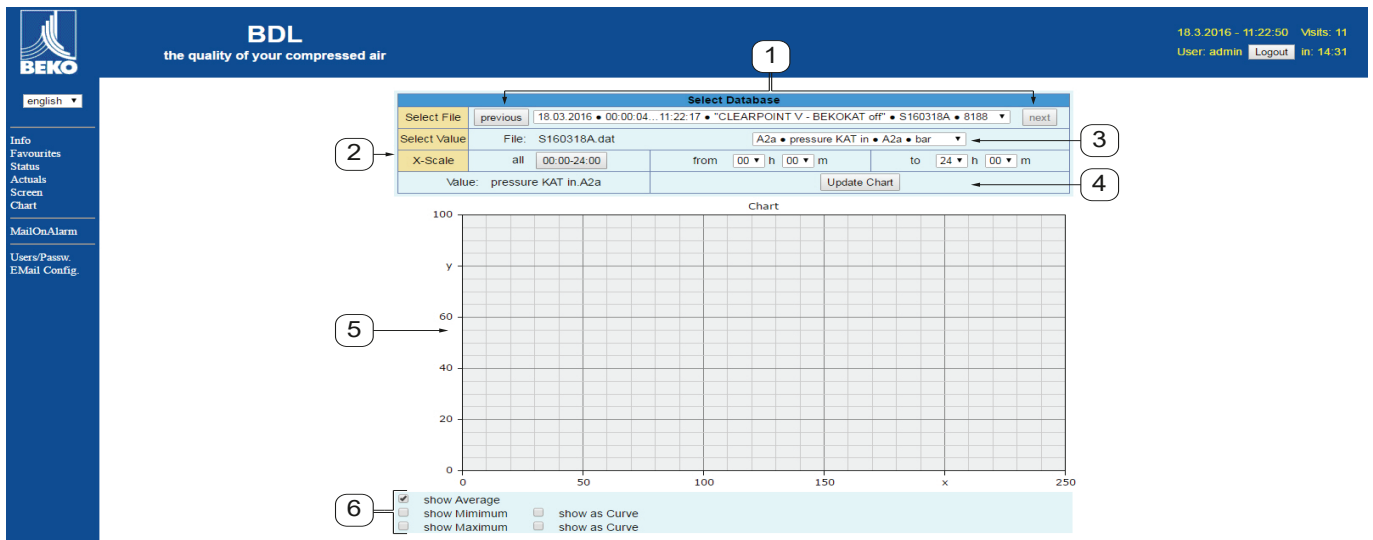 BEKO
BDL
the quality of your compressed air
18.3.2016 - 11:22:50 Visits: 11
User: admin Logout in: 14:31
english
Info
Favourites
Status
Actuals
Screen
Chart
MailOnAlarm
Users/Passw.
EMail Config.
1
Select Database
Select File previous 18.03.2016 ● 00:00:04...11:22:17 ● "CLEARPOINT V - BEKOKAT off" ● S160318A ● 8188 next
Select Value File: S160318A.dat A2a ● pressure KAT in ● A2a ● bar
3
2
X-Scale all 00:00-24:00 from 00 h 00 m to 24 h 00 m
Value: pressure KAT in.A2a Update Chart
4
Chart
100
y
60
5
40
20
0
0 50 100 150 x 250
6
show Average
show Mimimum show as Curve
show Maximum show as Curve